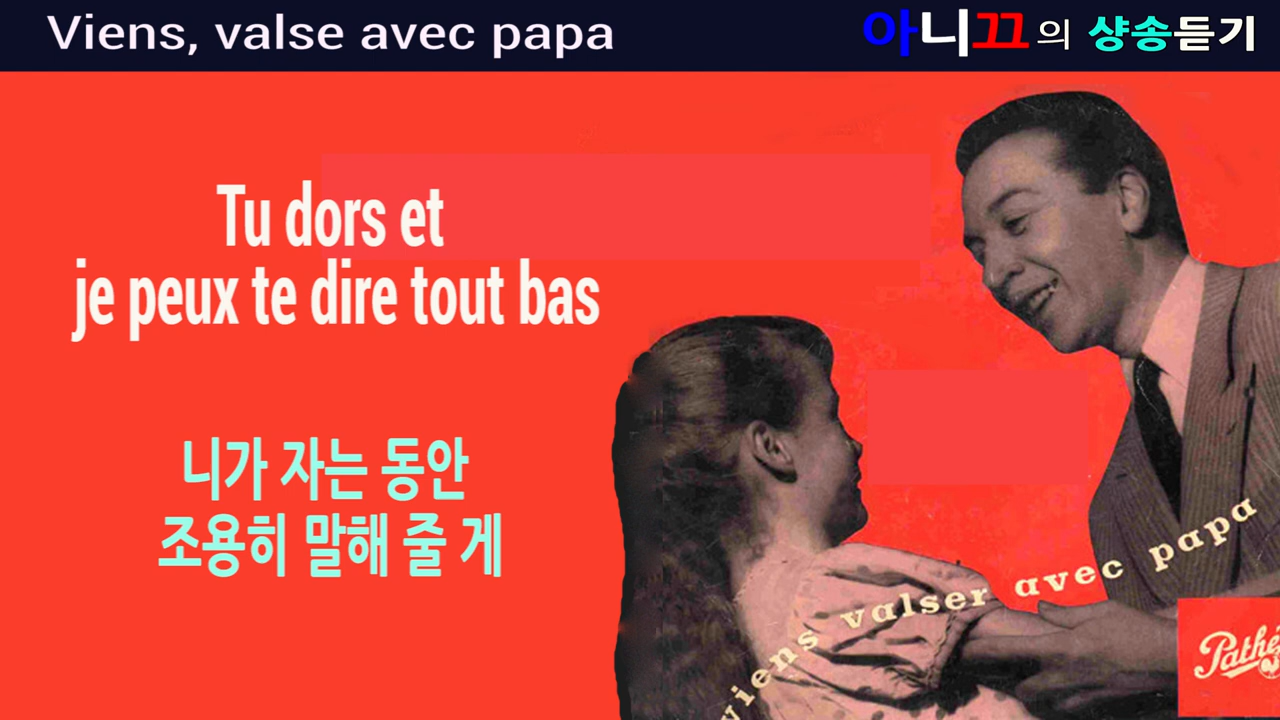 Viens, valse avec papa
아니끄의 샹송듣기
Tu dors et
je peux te dire tout bas
니가 자는 동안
조용히 말해 줄 게
viens valser avec papa
Pathé